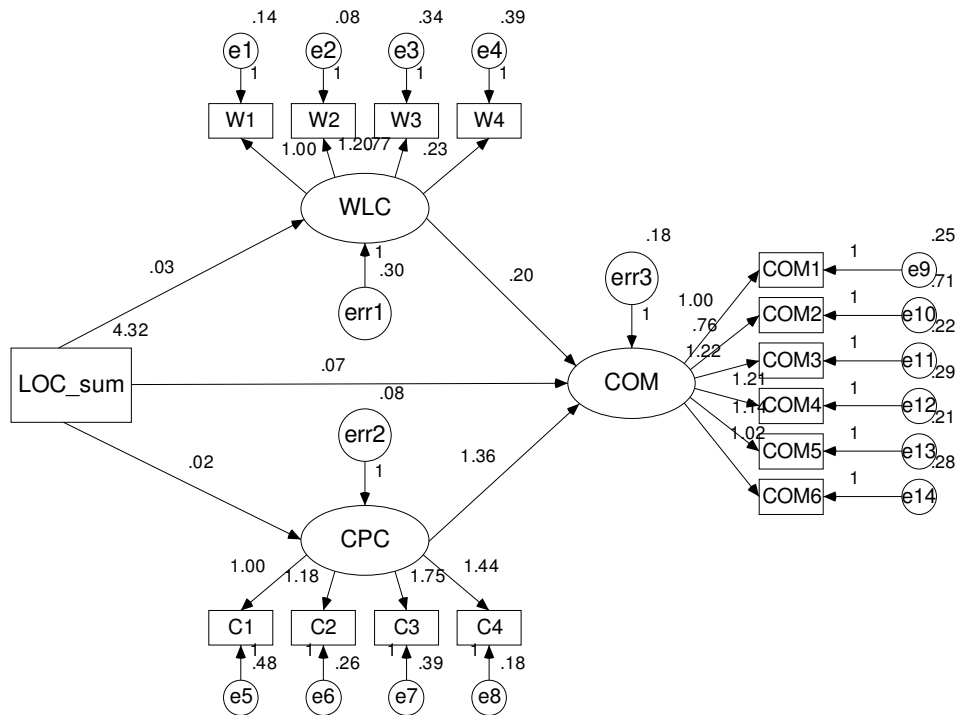 .14 .08 .34 .39
e1 e2 e3 e4
1 1 1 1
W1 W2 W3 W4
1.00 1.20 .77 .23
WLC
1
.30
err1
.03
.20
.18
err3
1
4.32
LOC_sum
.07
COM
.08
err2
1
.02
1.36
CPC
1.00 1.18 1.75 1.44
C1 C2 C3 C4
1 1 1 1
.48 .26 .39 .18
e5 e6 e7 e8
.25
1.00 COM1 1 e9
.71
.76 COM2 1 e10
.22
1.22 COM3 1 e11
.29
1.21 COM4 1 e12
.21
1.14 COM5 1 e13
.28
1.02 COM6 1 e14